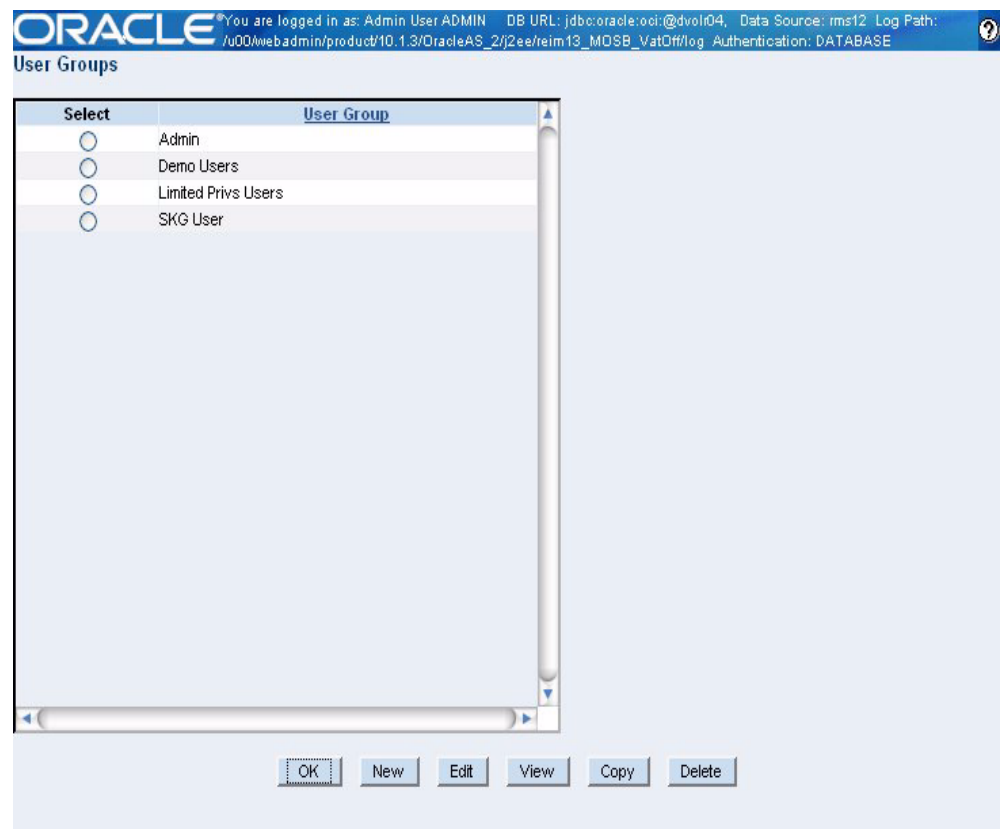 ORACLE®
You are logged in as: Admin User ADMIN DB URL: jdbc:oracle:oci:@dvolr04, Data Source: rms12 Log Path:
/u00/webadmin/product/10.1.3/OracleAS_2/j2ee/reim13_MOSB_VatOff/log Authentication: DATABASE
?
User Groups
Select User Group
Admin
Demo Users
Limited Privs Users
SKG User
OK New Edit View Copy Delete